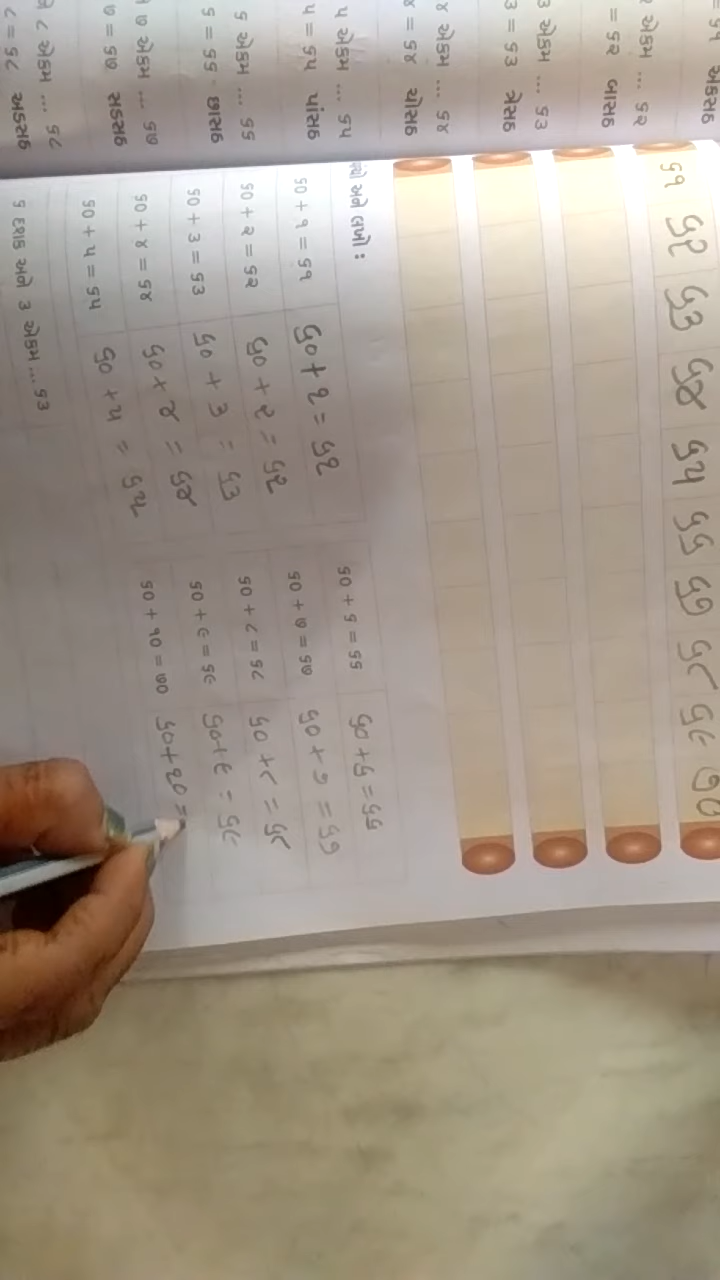 = ૬૧ એકસઠ
૨ એકમ ... ૬૨
= ૬૨ બાસઠ
૩ એકમ ... ૬૩
૩ = ૬૩ ત્રેસઠ
૪ એકમ ... ૬૪
૪ = ૬૪ ચોસઠ
૫ એકમ ... ૬૫
૫ = ૬૫ પાંસઠ
૬ એકમ ... ૬૬
૬ = ૬૬ છાસઠ
૭ એકમ ... ૬૭
૭ = ૬૭ સડસઠ
૮ એકમ ... ૬૮
૮ = ૬૮ અડસઠ
૬૧ ૬૨ ૬૩ ૬૪ ૬૫ ૬૬ ૬૭ ૬૮ ૬૯ ૭૦
અને લખો :
૬૦ + ૧ = ૬૧ ૬૦ + ૧ = ૬૧ ૬૦ + ૬ = ૬૬ ૬૦ + ૬ = ૬૬
૬૦ + ૨ = ૬૨ ૬૦ + ૨ = ૬૨ ૬૦ + ૭ = ૬૭ ૬૦ + ૭ = ૬૭
૬૦ + ૩ = ૬૩ ૬૦ + ૩ = ૬૩ ૬૦ + ૮ = ૬૮ ૬૦ + ૮ = ૬૮
૬૦ + ૪ = ૬૪ ૬૦ + ૪ = ૬૪ ૬૦ + ૯ = ૬૯ ૬૦ + ૯ = ૬૯
૬૦ + ૫ = ૬૫ ૬૦ + ૫ = ૬૫ ૬૦ + ૧૦ = ૭૦ ૬૦ + ૧૦ =
૬ દશક અને ૩ એકમ ... ૬૩